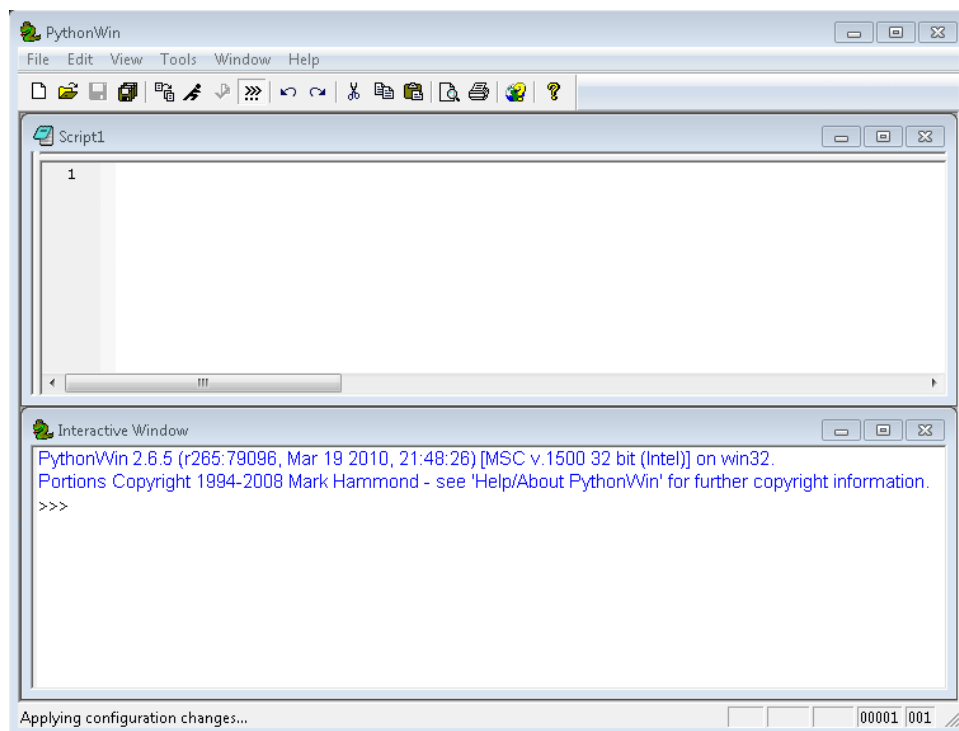 PythonWin
File Edit View Tools Window Help
Script1
1
Interactive Window
PythonWin 2.6.5 (r265:79096, Mar 19 2010, 21:48:26) [MSC v.1500 32 bit (Intel)] on win32.
Portions Copyright 1994-2008 Mark Hammond - see 'Help/About PythonWin' for further copyright information.
>>>
Applying configuration changes... 00001 001